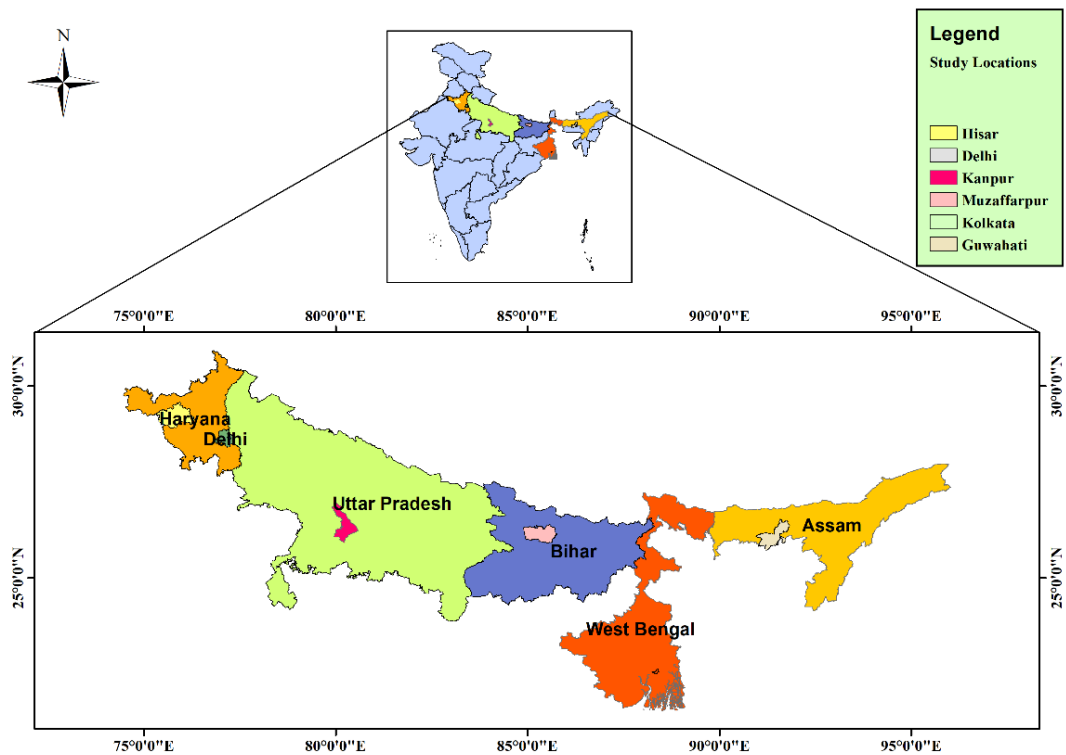 N
Legend
Study Locations
Hisar
Delhi
Kanpur
Muzaffarpur
Kolkata
Guwahati
75°0'0"E 80°0'0"E 85°0'0"E 90°0'0"E 95°0'0"E
30°0'0"N 30°0'0"N
Haryana
Delhi
Uttar Pradesh
Assam
Bihar
25°0'0"N 25°0'0"N
West Bengal
75°0'0"E 80°0'0"E 85°0'0"E 90°0'0"E 95°0'0"E